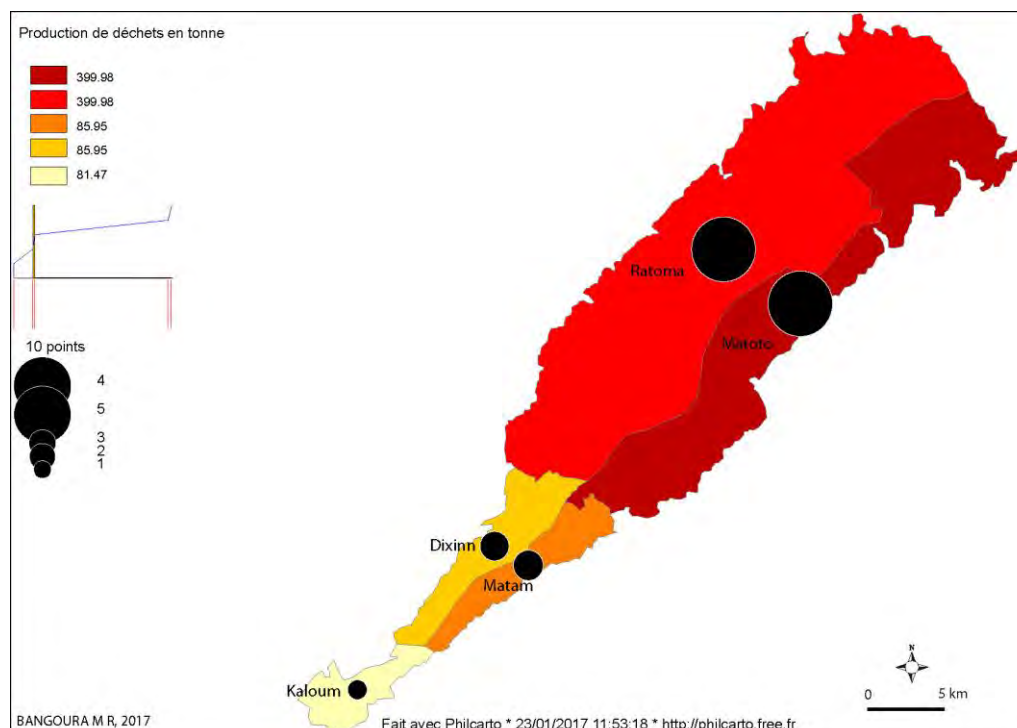 Production de déchets en tonne
399.98
399.98
85.95
85.95
81.47
10 points
4
5
3
2
1
Ratoma
Matoto
Dixinn
Matam
Kaloum
0 5 km
BANGOURA M R, 2017
Fait avec Philcarto * 23/01/2017 11:53:18 * http://philcarto.free.fr